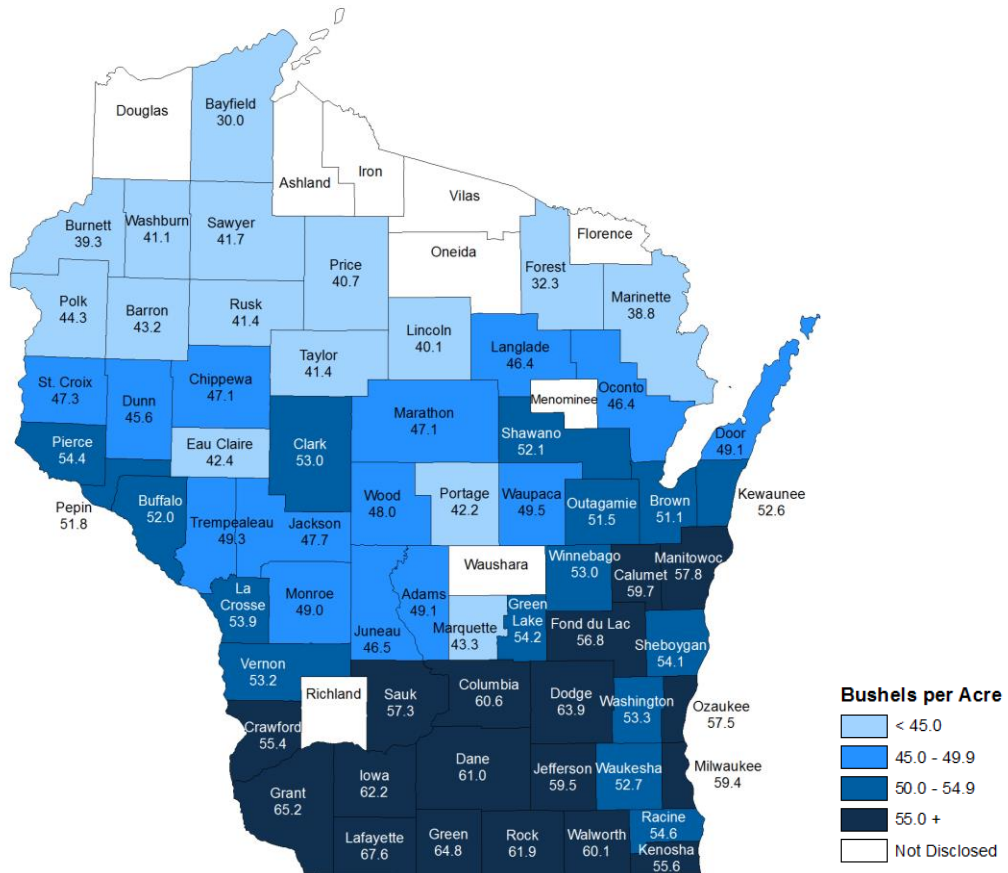 Douglas
Bayfield
30.0
Ashland
Iron
Vilas
Burnett
39.3
Washburn
41.1
Sawyer
41.7
Price
40.7
Oneida
Florence
Forest
32.3
Marinette
38.8
Polk
44.3
Barron
43.2
Rusk
41.4
Taylor
41.4
Lincoln
40.1
Langlade
46.4
Oconto
46.4
Menominee
St. Croix
47.3
Dunn
45.6
Chippewa
47.1
Marathon
47.1
Shawano
52.1
Door
49.1
Pierce
54.4
Eau Claire
42.4
Clark
53.0
Pepin
51.8
Buffalo
52.0
Trempealeau
49.3
Jackson
47.7
Wood
48.0
Portage
42.2
Waupaca
49.5
Outagamie
51.5
Brown
51.1
Kewaunee
52.6
La
Crosse
53.9
Monroe
49.0
Juneau
46.5
Adams
49.1
Waushara
Winnebago
53.0
Calumet
59.7
Manitowoc
57.8
Marquette
43.3
Green
Lake
54.2
Fond du Lac
56.8
Sheboygan
54.1
Vernon
53.2
Richland
Sauk
57.3
Columbia
60.6
Dodge
63.9
Washington
53.3
Ozaukee
57.5
Crawford
55.4
Grant
65.2
Iowa
62.2
Dane
61.0
Jefferson
59.5
Waukesha
52.7
Milwaukee
59.4
Lafayette
67.6
Green
64.8
Rock
61.9
Walworth
60.1
Racine
54.6
Kenosha
55.6
Bushels per Acre
< 45.0
45.0 - 49.9
50.0 - 54.9
55.0 +
Not Disclosed